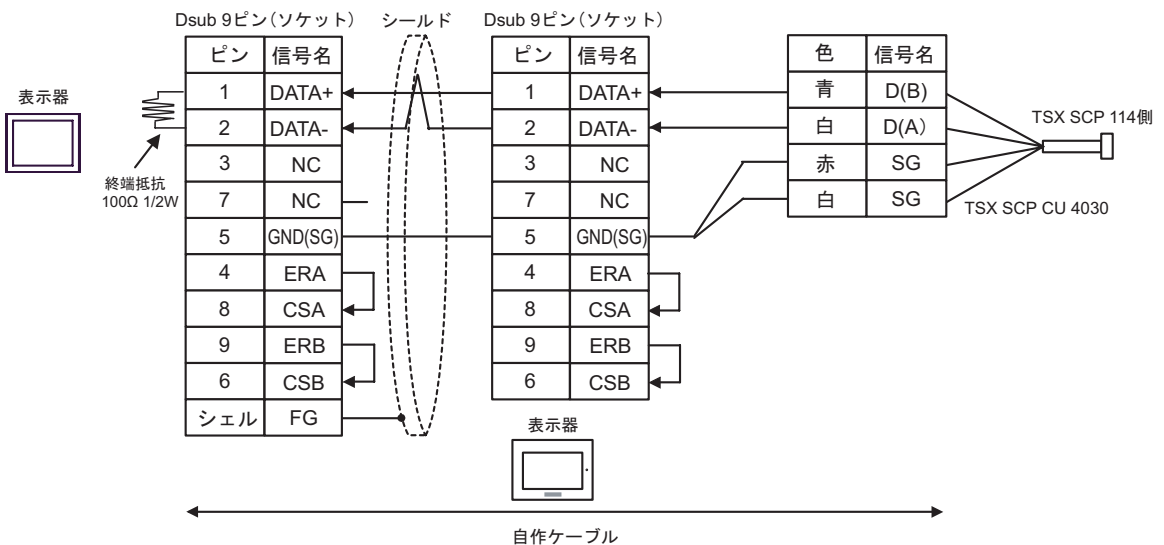 Dsub 9ピン（ソケット）
シールド
Dsub 9ピン（ソケット）
表示器
終端抵抗
100Ω 1/2W
ピン 信号名
1 DATA+
2 DATA-
3 NC
7 NC
5 GND(SG)
4 ERA
8 CSA
9 ERB
6 CSB
シェル FG
ピン 信号名
1 DATA+
2 DATA-
3 NC
7 NC
5 GND(SG)
4 ERA
8 CSA
9 ERB
6 CSB
表示器
色 信号名
青 D(B)
白 D(A）
赤 SG
白 SG
TSX SCP 114側
TSX SCP CU 4030
自作ケーブル